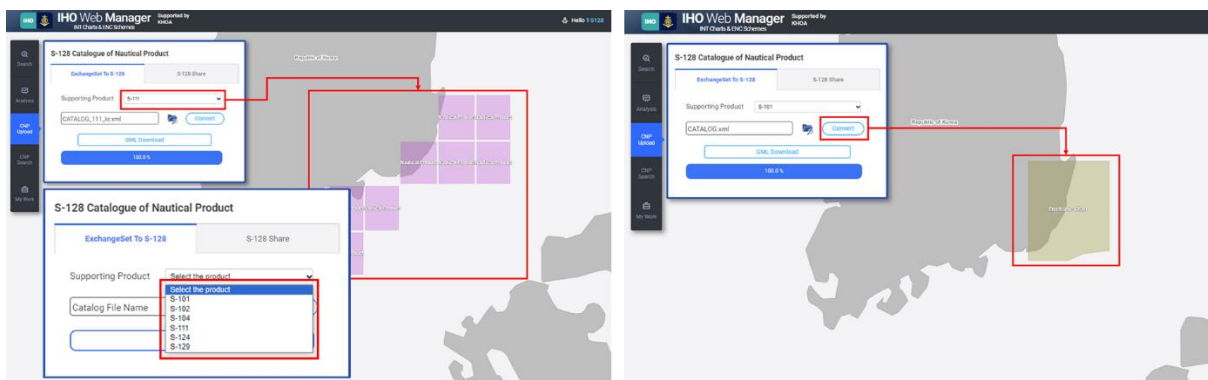 IHO
IHO Web Manager
INT Charts & ENC Schemes
Supported by
KHOA
Hello
Search
Analysis
CNP
Upload
CNP
Search
My Work
S-128 Catalogue of Nautical Product
ExchangeSet To S-128
S-128 Share
Supporting Product
S-111
CATALOG_111_kr.xml
Convert
GML Download
100.0 %
Republic of Korea
S-128 Catalogue of Nautical Product
ExchangeSet To S-128
S-128 Share
Supporting Product
Select the product
Select the product
S-101
S-102
S-104
S-111
S-124
S-129
Catalog File Name
IHO
IHO Web Manager
INT Charts & ENC Schemes
Supported by
KHOA
Search
Analysis
CNP
Upload
CNP
Search
My Work
S-128 Catalogue of Nautical Product
ExchangeSet To S-128
S-128 Share
Supporting Product
S-101
CATALOG.xml
Convert
GML Download
100.0 %
Republic of Korea